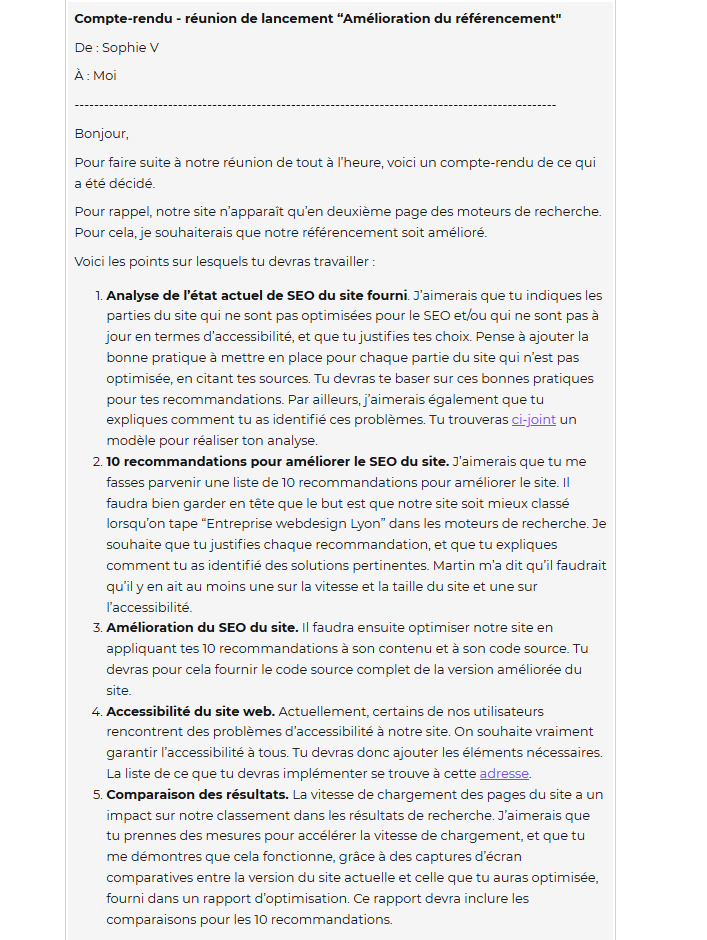 Compte-rendu - réunion de lancement “Amélioration du référencement"
De : Sophie V
À : Moi
----------------------------------------------------------------------------------------------------
Bonjour,
Pour faire suite à notre réunion de tout à l’heure, voici un compte-rendu de ce qui
a été décidé.
Pour rappel, notre site n’apparaît qu’en deuxième page des moteurs de recherche.
Pour cela, je souhaiterais que notre référencement soit amélioré.
Voici les points sur lesquels tu devras travailler :
1. Analyse de l’état actuel de SEO du site fourni. J’aimerais que tu indiques les
parties du site qui ne sont pas optimisées pour le SEO et/ou qui ne sont pas à
jour en termes d’accessibilité, et que tu justifies tes choix. Pense à ajouter la
bonne pratique à mettre en place pour chaque partie du site qui n’est pas
optimisée, en citant tes sources. Tu devras te baser sur ces bonnes pratiques
pour tes recommandations. Par ailleurs, j’aimerais également que tu
expliques comment tu as identifié ces problèmes. Tu trouveras ci-joint un
modèle pour réaliser ton analyse.
2. 10 recommandations pour améliorer le SEO du site. J’aimerais que tu me
fasses parvenir une liste de 10 recommandations pour améliorer le site. Il
faudra bien garder en tête que le but est que notre site soit mieux classé
lorsqu’on tape “Entreprise webdesign Lyon” dans les moteurs de recherche. Je
souhaite que tu justifies chaque recommandation, et que tu expliques
comment tu as identifié des solutions pertinentes. Martin m’a dit qu’il faudrait
qu’il y en ait au moins une sur la vitesse et la taille du site et une sur
l’accessibilité.
3. Amélioration du SEO du site. Il faudra ensuite optimiser notre site en
appliquant tes 10 recommandations à son contenu et à son code source. Tu
devras pour cela fournir le code source complet de la version améliorée du
site.
4. Accessibilité du site web. Actuellement, certains de nos utilisateurs
rencontrent des problèmes d’accessibilité à notre site. On souhaite vraiment
garantir l’accessibilité à tous. Tu devras donc ajouter les éléments nécessaires.
La liste de ce que tu devras implémenter se trouve à cette adresse.
5. Comparaison des résultats. La vitesse de chargement des pages du site a un
impact sur notre classement dans les résultats de recherche. J’aimerais que
tu prennes des mesures pour accélérer la vitesse de chargement, et que tu
me démontres que cela fonctionne, grâce à des captures d’écran
comparatives entre la version du site actuelle et celle que tu auras optimisée,
fourni dans un rapport d’optimisation. Ce rapport devra inclure les
comparaisons pour les 10 recommandations.